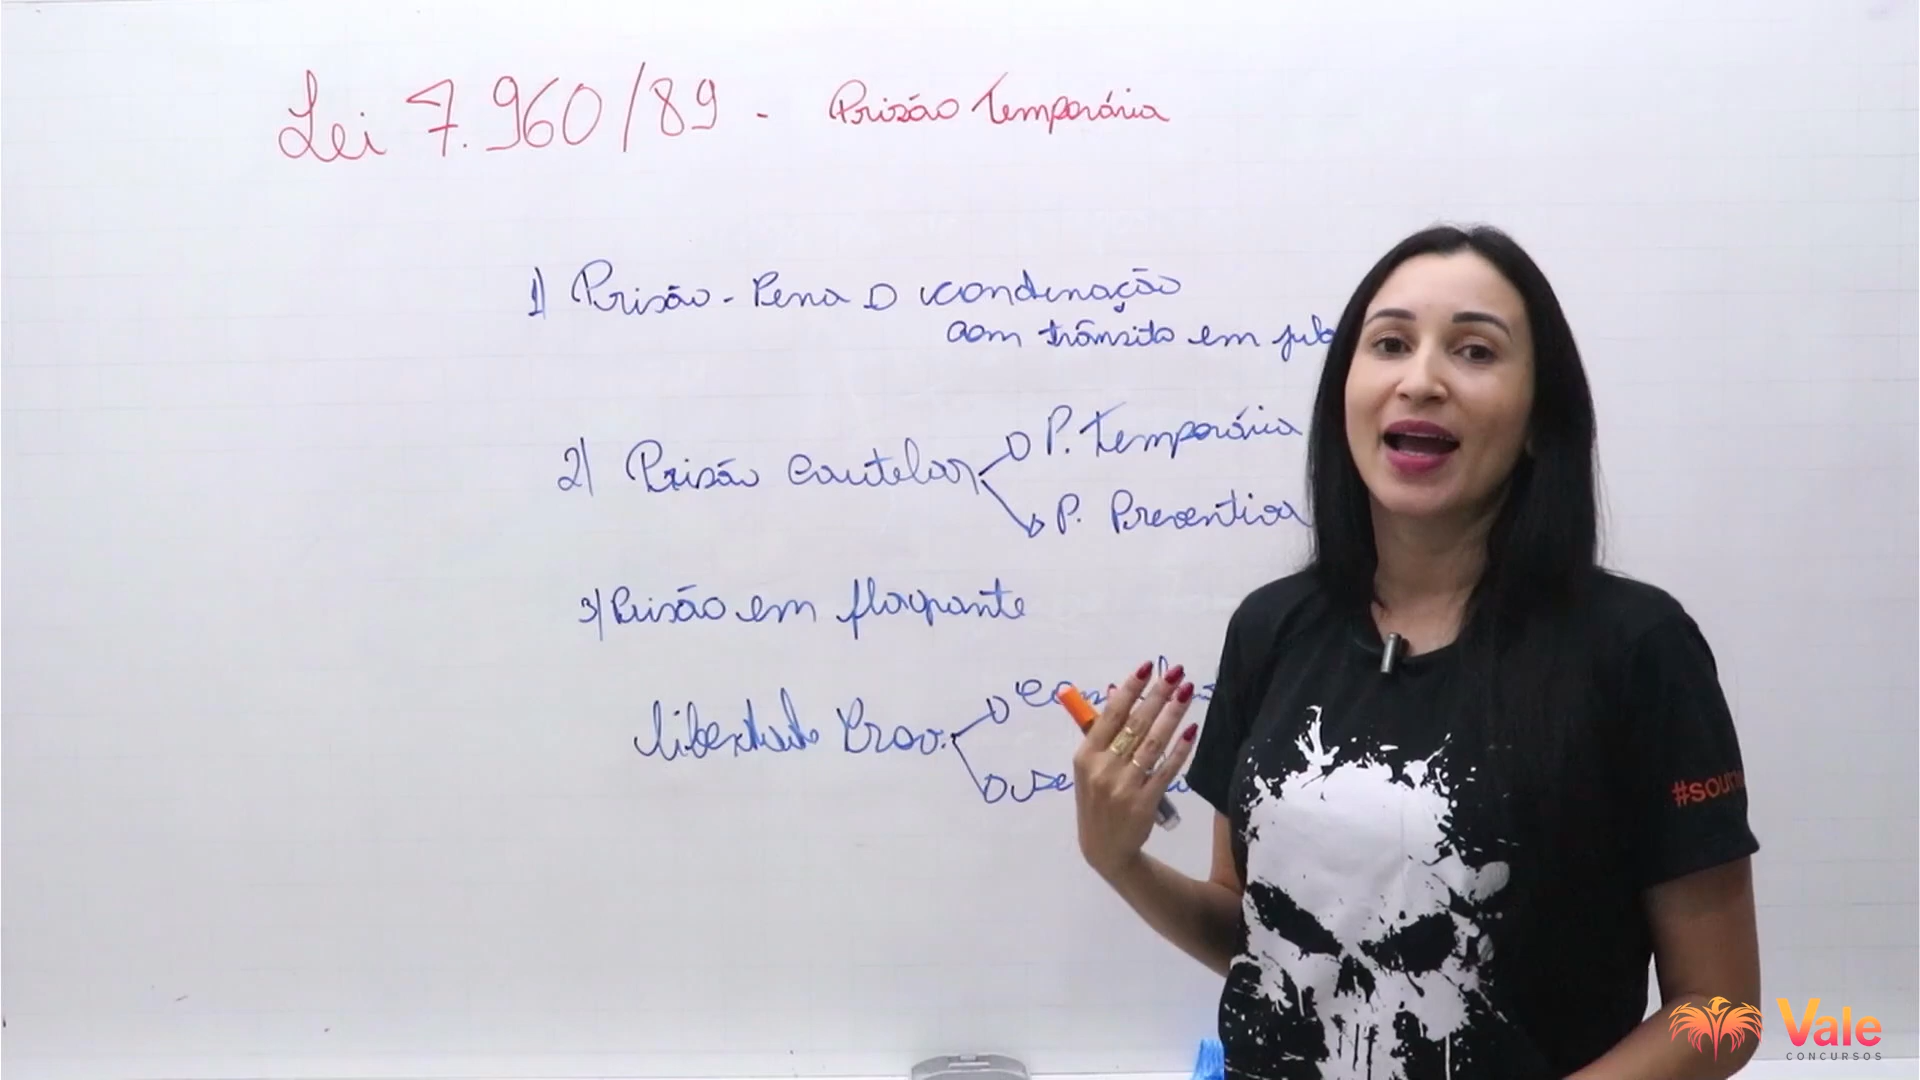 Lei 7.960/89 - Prisão Temporária
1) Prisão - Pena condenação
com trânsito em
2) Prisão cautelar
P. Temporária
P. Preventiva
3) Prisão em flagrante
liberdade Prov.
#sou
Vale
CONCURSOS